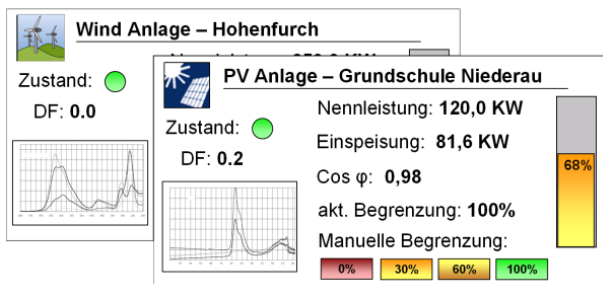 Wind Anlage – Hohenfurch
Zustand:
DF: 0.0
PV Anlage – Grundschule Niederau
Zustand:
DF: 0.2
Nennleistung: 120,0 KW
Einspeisung: 81,6 KW
Cos φ: 0,98
akt. Begrenzung: 100%
Manuelle Begrenzung:
0% 30% 60% 100%
68%